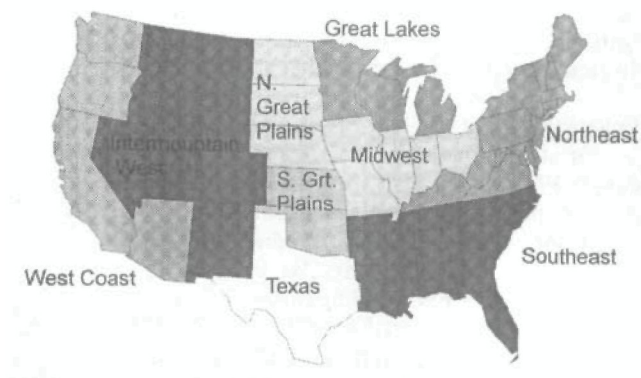 Great Lakes
N.
Great
Plains
Northeast
Intermountain
West
Midwest
S. Grt.
Plains
Southeast
West Coast
Texas